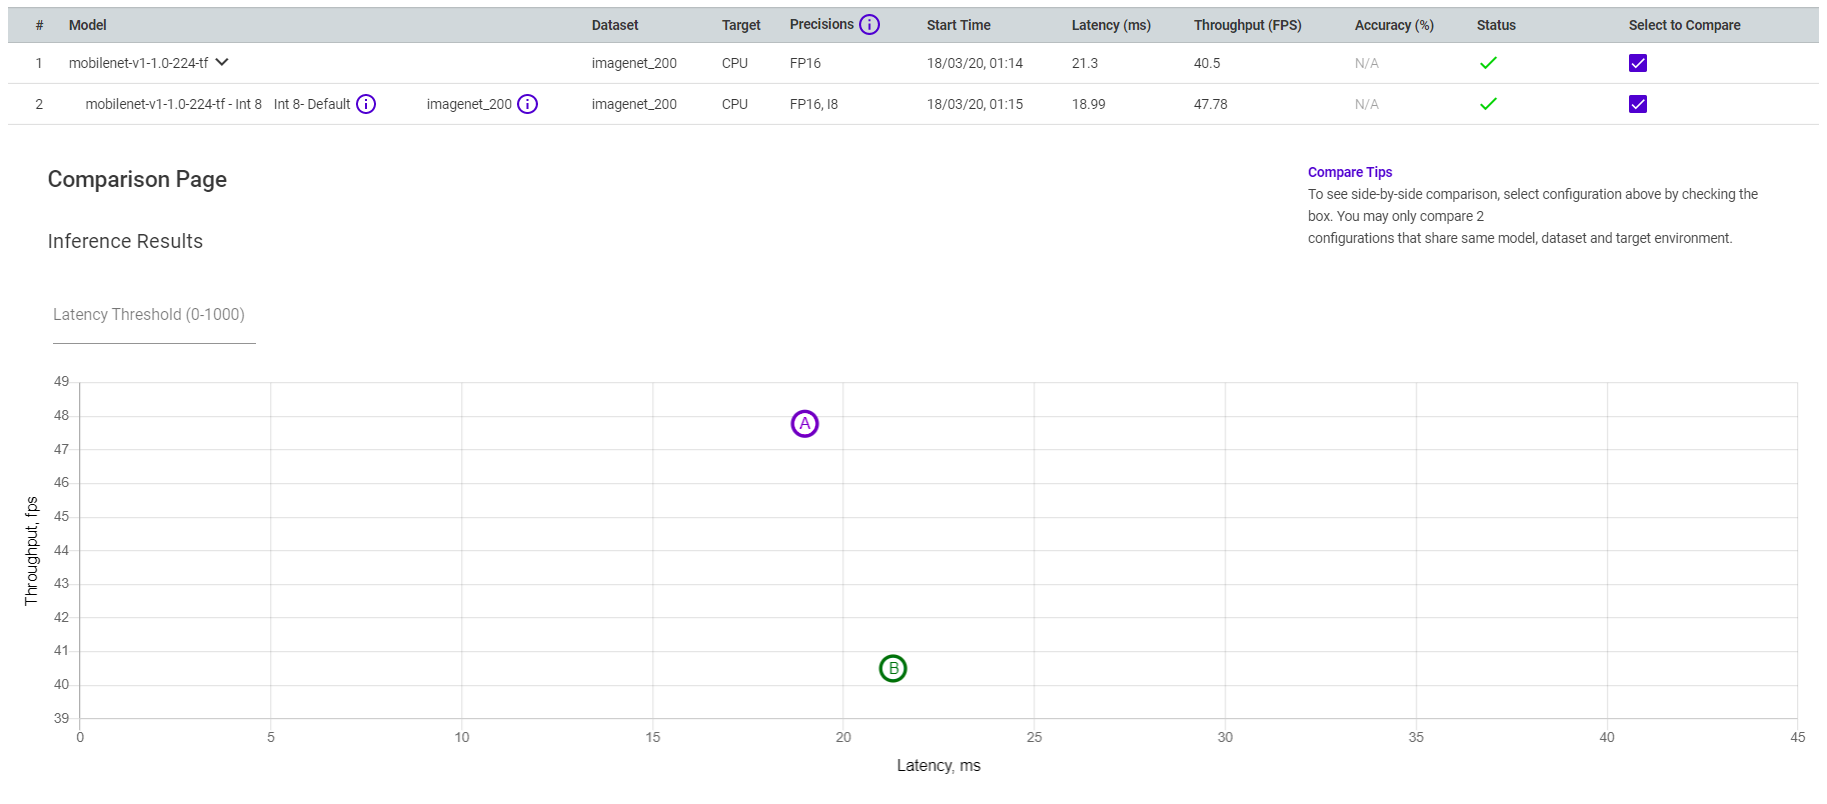 # Model Dataset Target Precisions Start Time Latency (ms) Throughput (FPS) Accuracy (%) Status Select to Compare
1 mobilenet-v1-1.0-224-tf imagenet_200 CPU FP16 18/03/20, 01:14 21.3 40.5 N/A
2 mobilenet-v1-1.0-224-tf - Int 8 Int 8- Default imagenet_200 imagenet_200 CPU FP16, I8 18/03/20, 01:15 18.99 47.78 N/A
Comparison Page
Compare Tips
To see side-by-side comparison, select configuration above by checking the
box. You may only compare 2
configurations that share same model, dataset and target environment.
Inference Results
Latency Threshold (0-1000)
49
48
47
46
45
44
43
42
41
40
39
Throughput, fps
A
B
0 5 10 15 20 25 30 35 40 45
Latency, ms